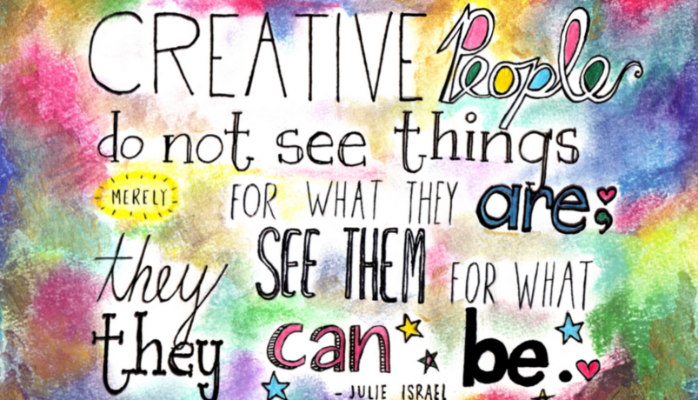 CREATIVE People
do not see things
MERELY FOR WHAT THEY are;
they SEE THEM FOR WHAT
they can be.
- JULIE ISRAEL